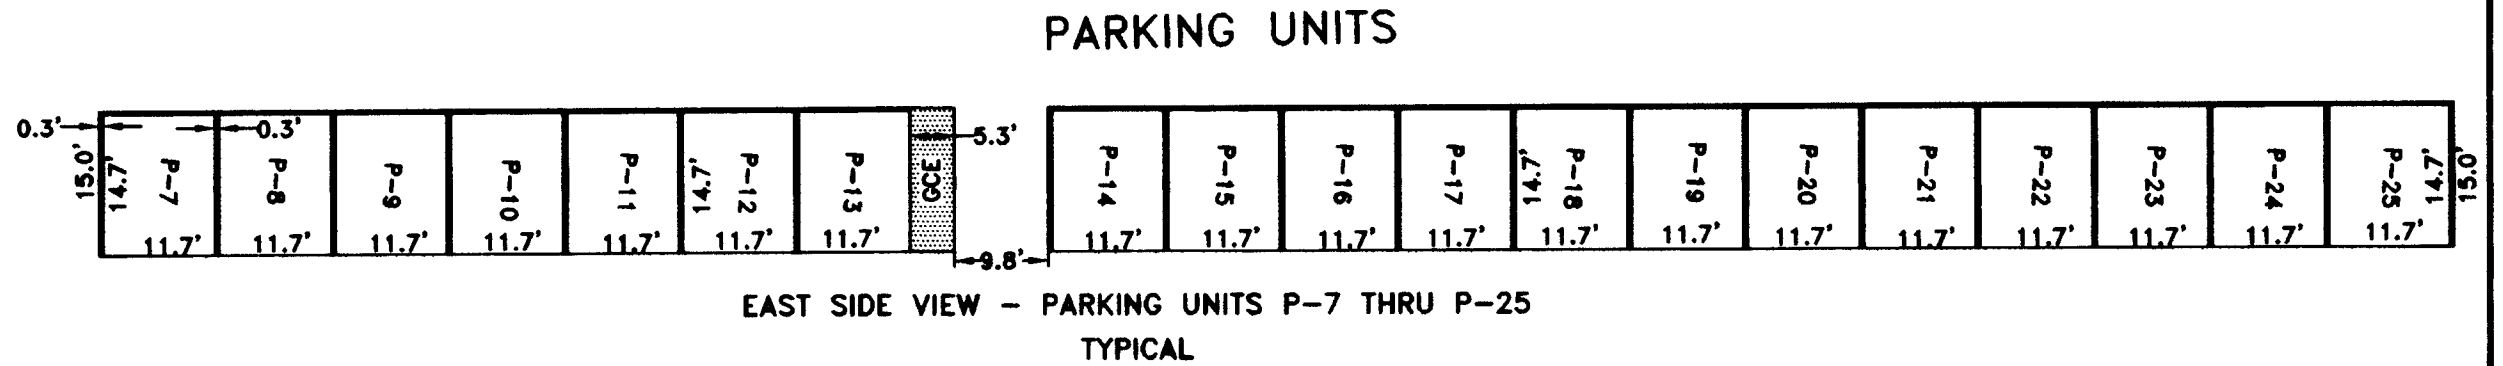 PARKING UNITS
0.3' 0.3' 5.3'
15.0' 14.7' P-7 P-8 P-9 P-10 P-11 14.7' P-12 P-13 GCE P-14 P-15 P-16 P-17 14.7' P-18 P-19 P-20 P-21 P-22 P-23 P-24 P-25 14.7' 15.0'
11.7' 11.7' 11.7' 11.7' 11.7' 11.7' 11.7' 11.7' 11.7' 11.7' 11.7' 11.7' 11.7' 11.7' 11.7' 11.7' 11.7' 11.7' 11.7'
9.8'
EAST SIDE VIEW - PARKING UNITS P-7 THRU P-25
TYPICAL